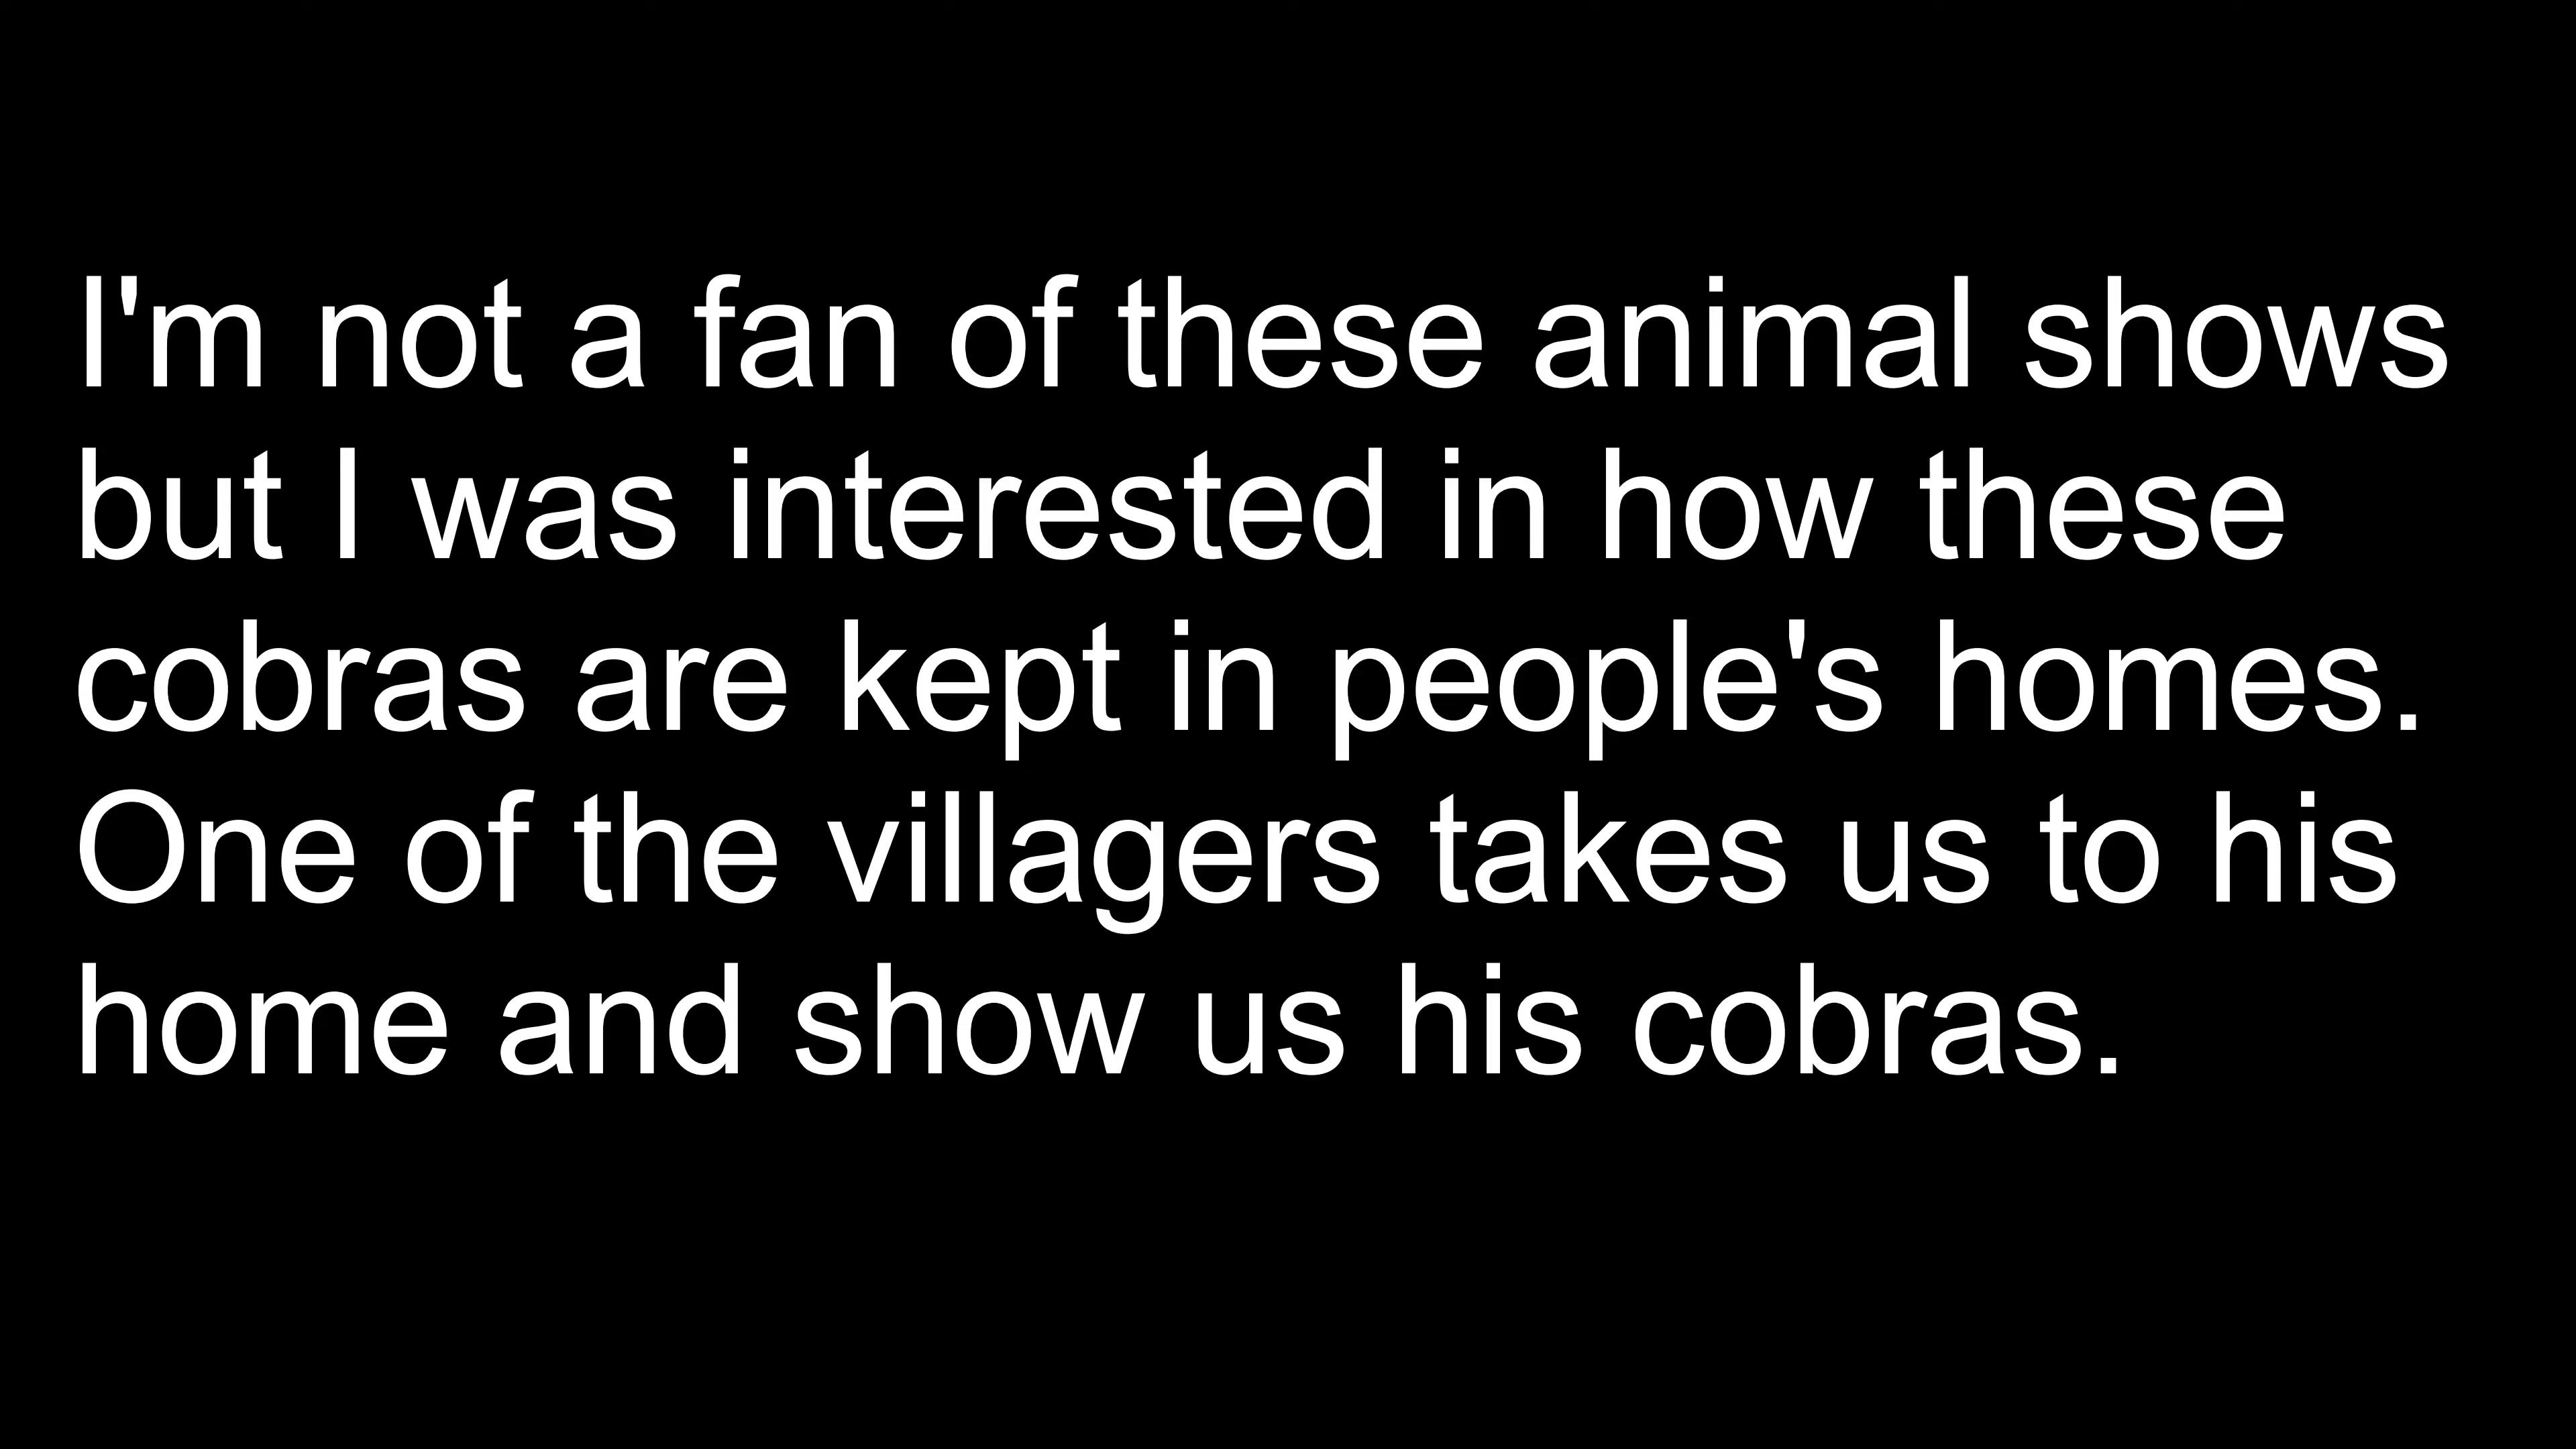 I'm not a fan of these animal shows
but I was interested in how these
cobras are kept in people's homes.
One of the villagers takes us to his
home and show us his cobras.